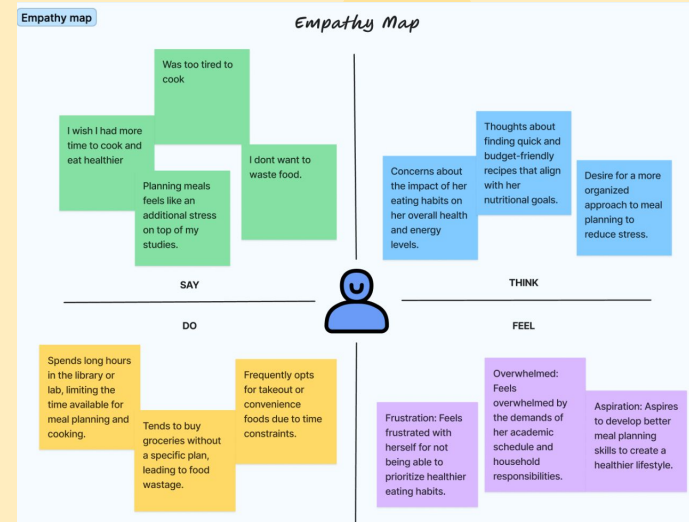 Empathy map
Empathy Map
Was too tired to
cook
I wish I had more
time to cook and
eat healthier
Planning meals
feels like an
additional stress
on top of my
studies.
I dont want to
waste food.
SAY
Concerns about
the impact of her
eating habits on
her overall health
and energy
levels.
Thoughts about
finding quick and
budget-friendly
recipes that align
with her
nutritional goals.
Desire for a more
organized
approach to meal
planning to
reduce stress.
THINK
DO
Spends long hours
in the library or
lab, limiting the
time available for
meal planning and
cooking.
Tends to buy
groceries without
a specific plan,
leading to food
wastage.
Frequently opts
for takeout or
convenience
foods due to time
constraints.
FEEL
Frustration: Feels
frustrated with
herself for not
being able to
prioritize healthier
eating habits.
Overwhelmed:
Feels
overwhelmed by
the demands of
her academic
schedule and
household
responsibilities.
Aspiration: Aspires
to develop better
meal planning
skills to create a
healthier lifestyle.